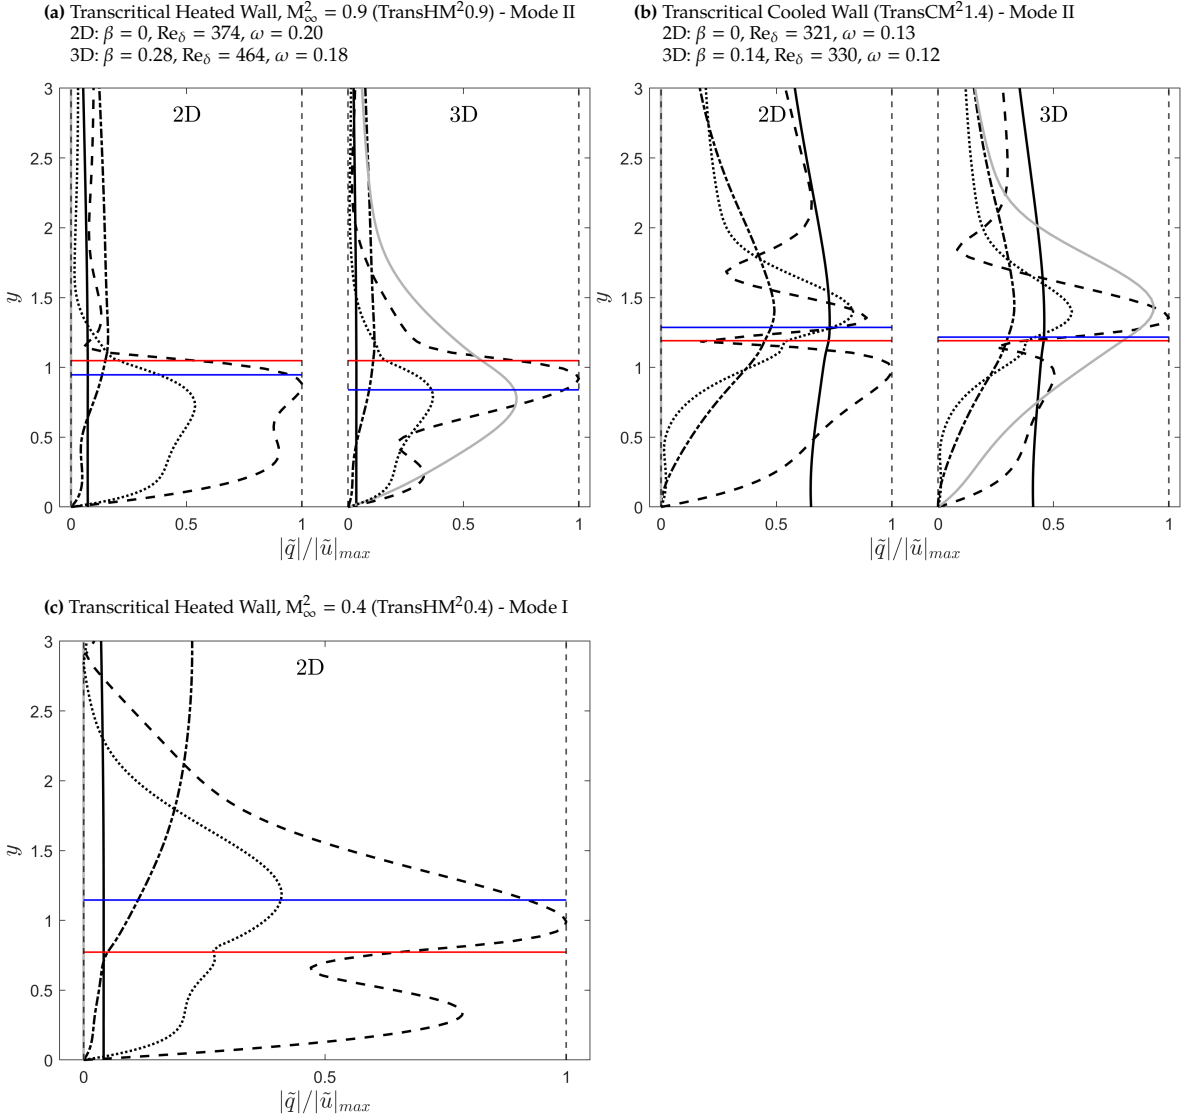 (a) Transcritical Heated Wall, M²∞ = 0.9 (TransHM²0.9) - Mode II
2D: β = 0, Reδ = 374, ω = 0.20
3D: β = 0.28, Reδ = 464, ω = 0.18
3
2.5
2
1.5
1
0.5
0
y
2D
3D
0 0.5 1 0 0.5 1
|q̃|/|ũ|max
(b) Transcritical Cooled Wall (TransCM²1.4) - Mode II
2D: β = 0, Reδ = 321, ω = 0.13
3D: β = 0.14, Reδ = 330, ω = 0.12
3
2.5
2
1.5
1
0.5
0
y
2D
3D
0 0.5 1 0 0.5 1
|q̃|/|ũ|max
(c) Transcritical Heated Wall, M²∞ = 0.4 (TransHM²0.4) - Mode I
3
2.5
2
1.5
1
0.5
0
y
2D
0 0.5 1
|q̃|/|ũ|max